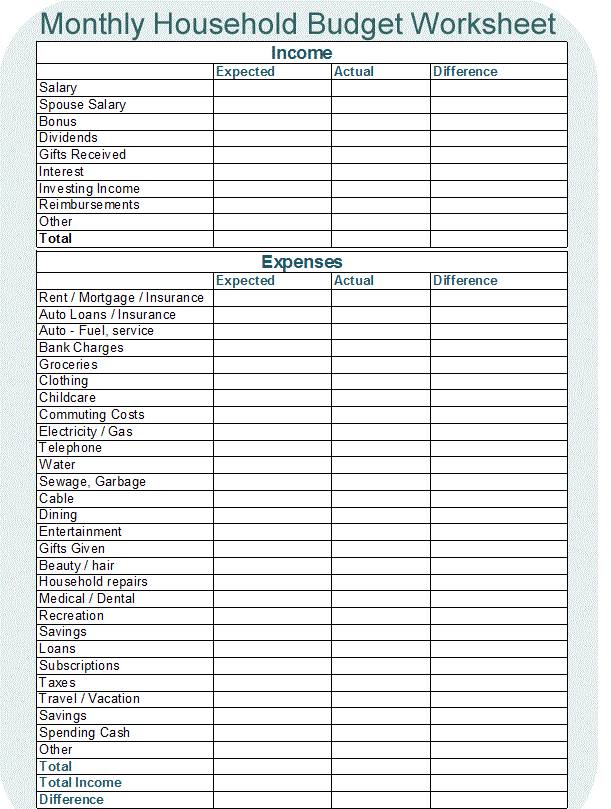 Monthly Household Budget Worksheet
Income
Expected Actual Difference
Salary
Spouse Salary
Bonus
Dividends
Gifts Received
Interest
Investing Income
Reimbursements
Other
Total
Expenses
Expected Actual Difference
Rent / Mortgage / Insurance
Auto Loans / Insurance
Auto - Fuel, service
Bank Charges
Groceries
Clothing
Childcare
Commuting Costs
Electricity / Gas
Telephone
Water
Sewage, Garbage
Cable
Dining
Entertainment
Gifts Given
Beauty / hair
Household repairs
Medical / Dental
Recreation
Savings
Loans
Subscriptions
Taxes
Travel / Vacation
Savings
Spending Cash
Other
Total
Total Income
Difference